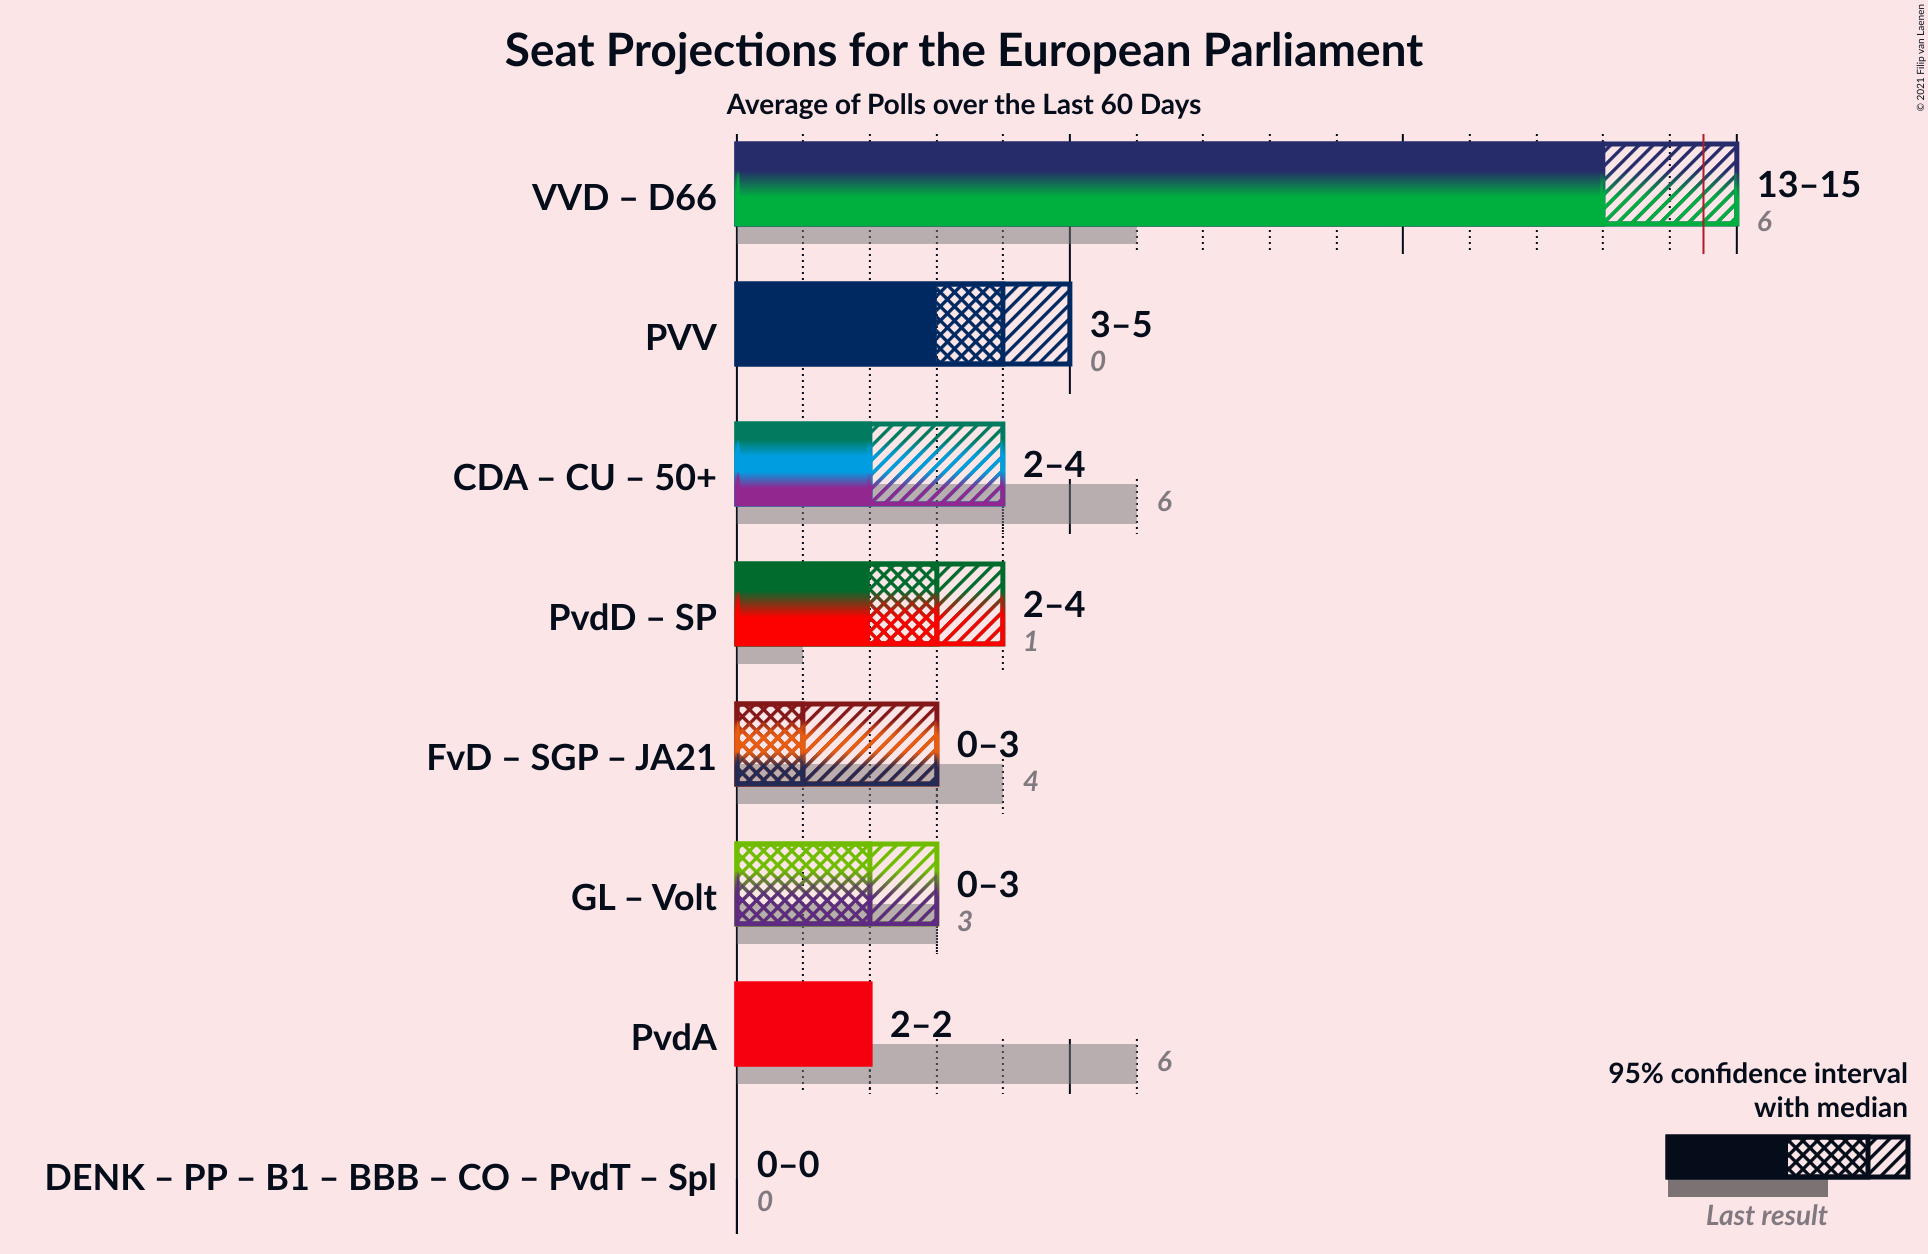 Seat Projections for the European Parliament
Average of Polls over the Last 60 Days
© 2021 Filip van Laenen
VVD – D66
13–15
6
PVV
3–5
0
CDA – CU – 50+
2–4
6
PvdD – SP
2–4
1
FvD – SGP – JA21
0–3
4
GL – Volt
0–3
3
PvdA
2–2
6
DENK – PP – B1 – BBB – CO – PvdT – Spl
0–0
0
95% confidence interval
with median
Last result